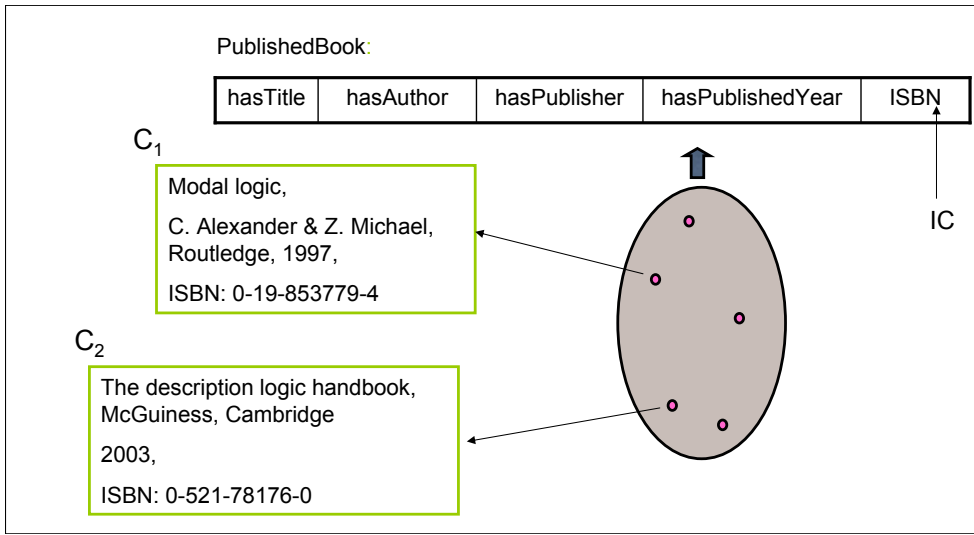 PublishedBook:
hasTitle hasAuthor hasPublisher hasPublishedYear ISBN
C1
Modal logic,
C. Alexander & Z. Michael,
Routledge, 1997,
ISBN: 0-19-853779-4
IC
C2
The description logic handbook,
McGuiness, Cambridge
2003,
ISBN: 0-521-78176-0